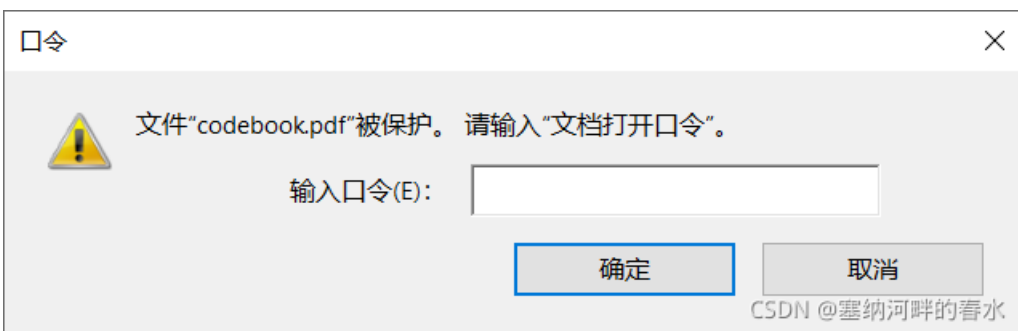 口令
文件“codebook.pdf”被保护。 请输入“文档打开口令”。
输入口令(E)：
确定
取消
CSDN @塞纳河畔的春水